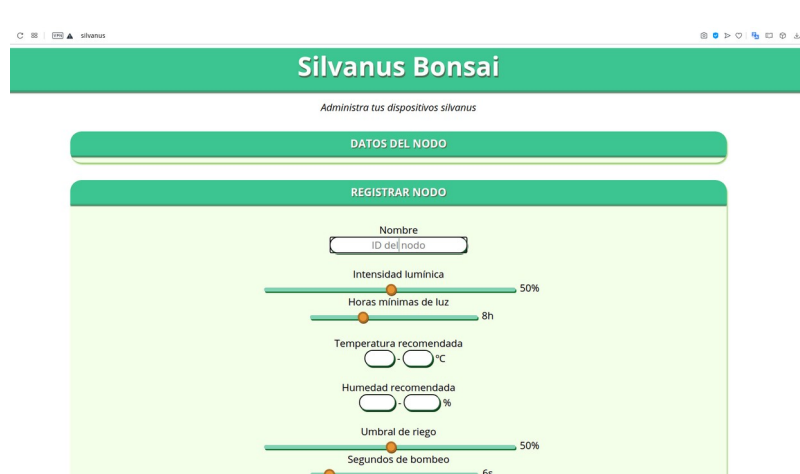 VPN silvanus
Silvanus Bonsai
Administra tus dispositivos silvanus
DATOS DEL NODO
REGISTRAR NODO
Nombre
ID del nodo
Intensidad lumínica
50%
Horas mínimas de luz
8h
Temperatura recomendada
- ºC
Humedad recomendada
- %
Umbral de riego
50%
Segundos de bombeo
6s